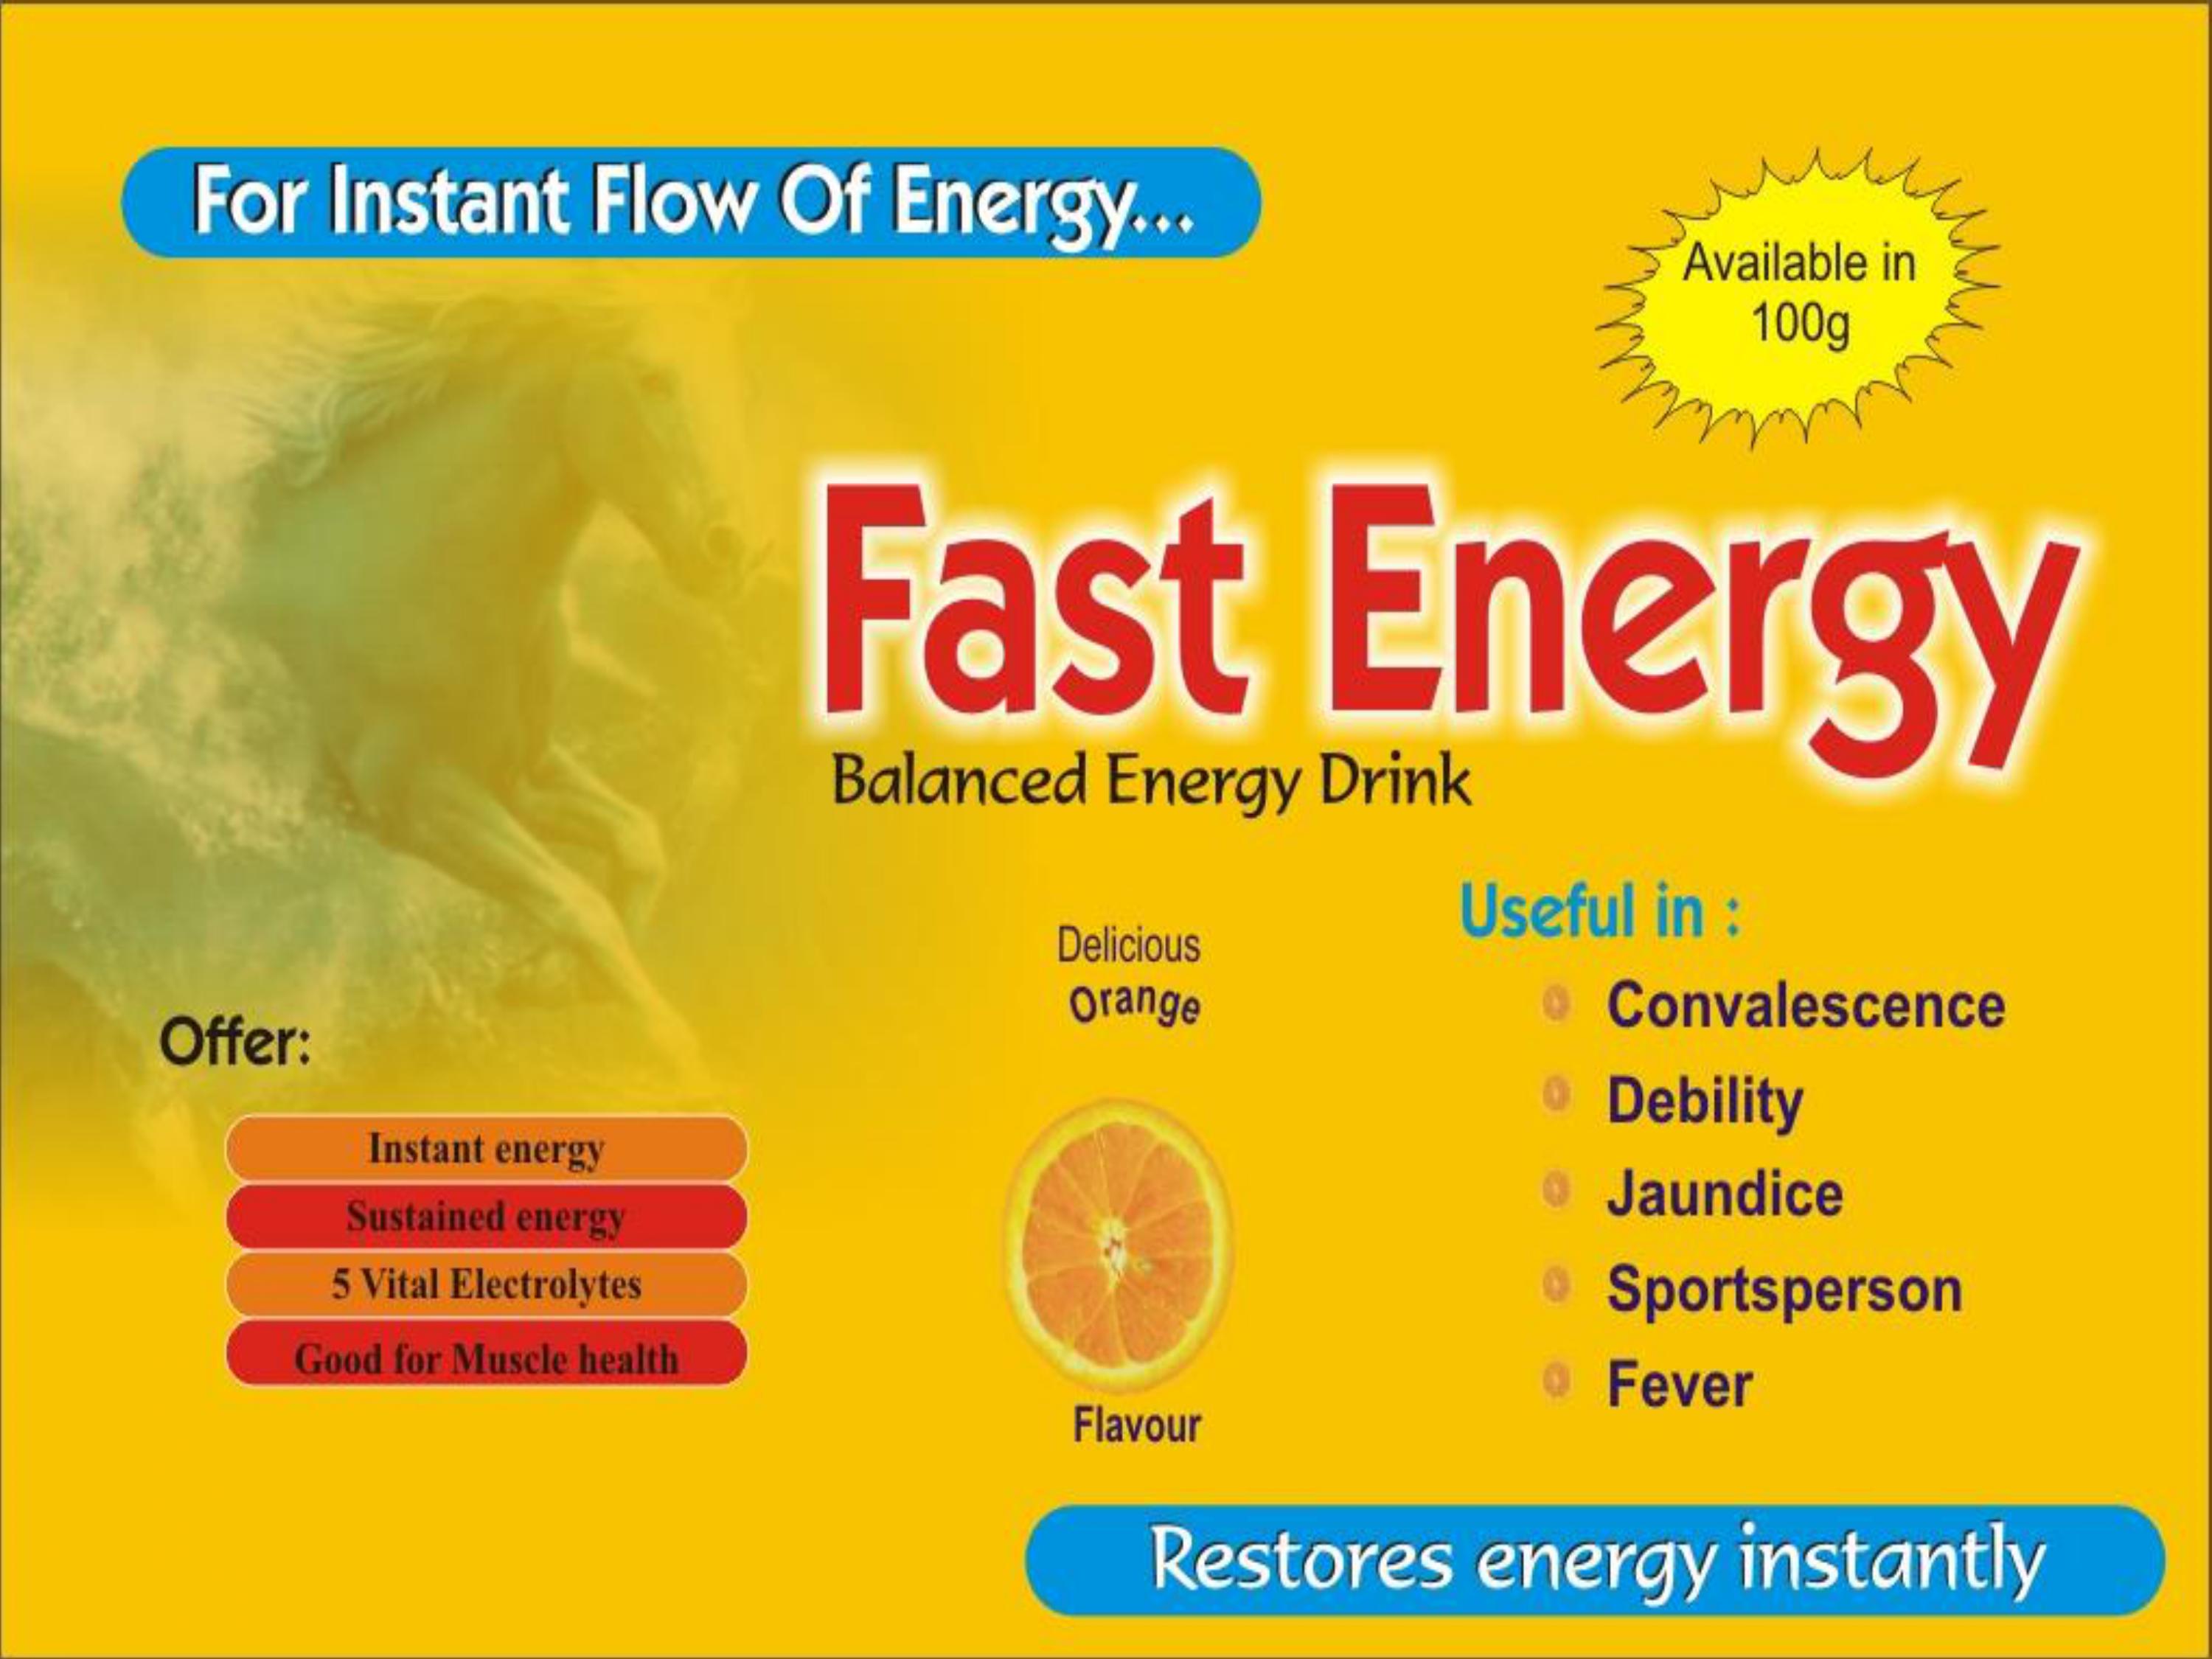 For Instant Flow Of Energy...
Available in
100g
Fast Energy
Balanced Energy Drink
Offer:
Instant energy
Sustained energy
5 Vital Electrolytes
Good for Muscle health
Delicious
Orange
Flavour
Useful in :
Convalescence
Debility
Jaundice
Sportsperson
Fever
Restores energy instantly